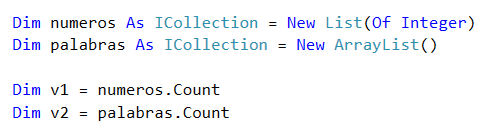 Dim numeros As ICollection = New List(Of Integer)
Dim palabras As ICollection = New ArrayList()
Dim v1 = numeros.Count
Dim v2 = palabras.Count